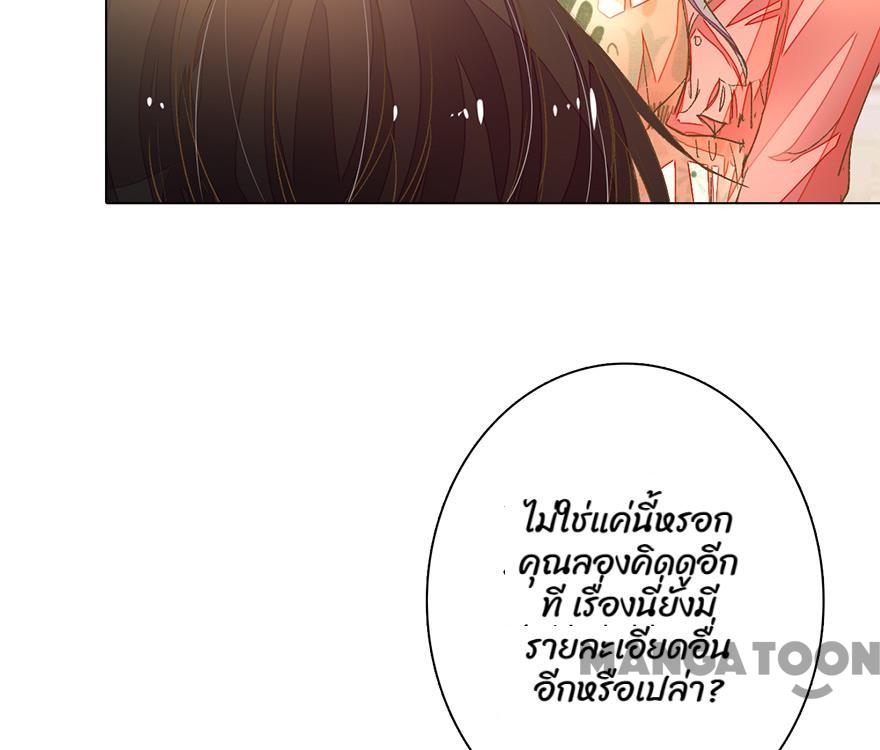 ไม่ใช่แค่นี้หรอก
คุณลองคิดดูอีก
ที เรื่องนี่ยังมี
รายละเอียดอื่น
อีกหรือเปล่า?
MANGATOON